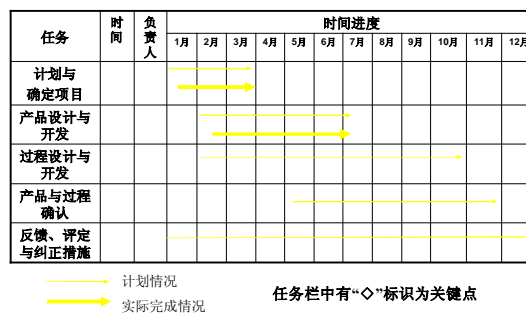 任务
时
间
负
责
人
时间进度
1月 2月 3月 4月 5月 6月 7月 8月 9月 10月 11月 12月
计划与
确定项目
产品设计与
开发
过程设计与
开发
产品与过程
确认
反馈、评定
与纠正措施
计划情况
实际完成情况
任务栏中有“◇”标识为关键点